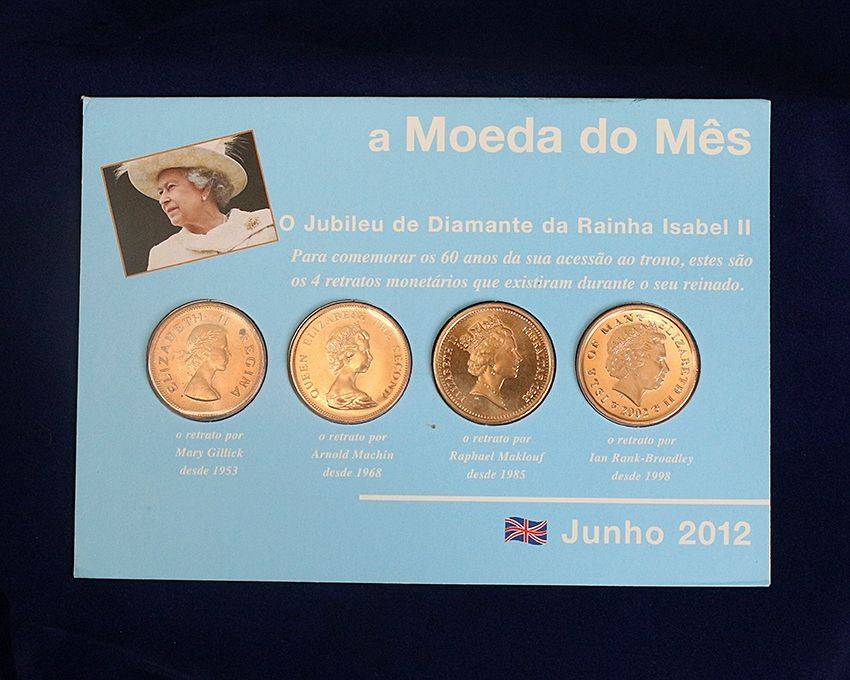 a Moeda do Mês
O Jubileu de Diamante da Rainha Isabel II
Para comemorar os 60 anos da sua acessão ao trono, estes são
os 4 retratos monetários que existiram durante o seu reinado.
ELIZABETH II REGINA
QUEEN ELIZABETH THE SECOND
ELIZABETH II GIBRALTAR
ISLE OF MAN ELIZABETH II
2002
o retrato por
Mary Gillick
desde 1953
o retrato por
Arnold Machin
desde 1968
o retrato por
Raphael Maklouf
desde 1985
o retrato por
Ian Rank-Broadley
desde 1998
Junho 2012